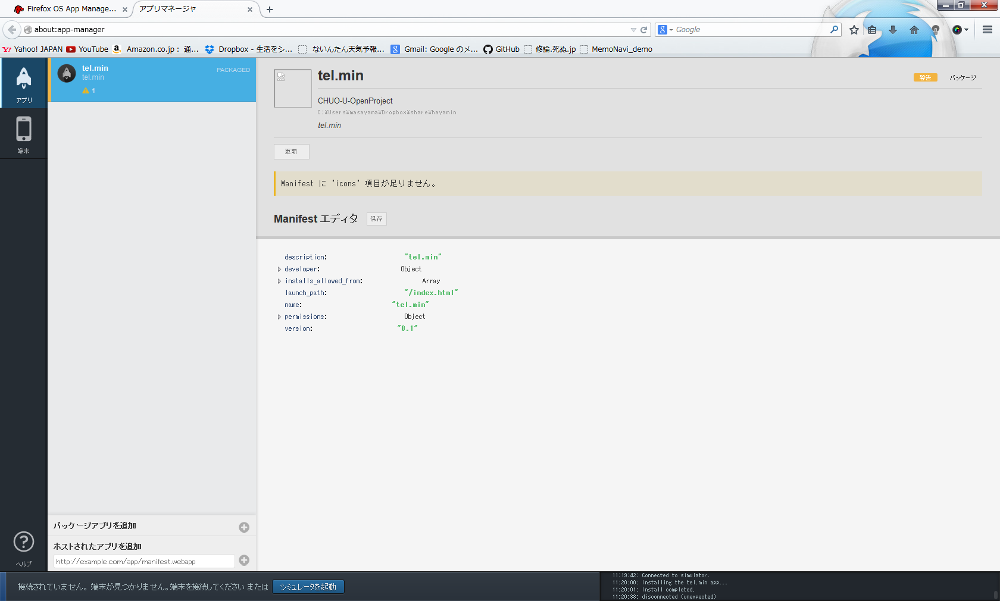 Firefox OS App Manage...
アプリマネージャ
about:app-manager
Google
Yahoo! JAPAN
YouTube
Amazon.co.jp： 通...
Dropbox - 生活をシ...
ないんたん天気予報...
Gmail: Google のメ...
GitHub
修論.死ぬ.jp
MemoNavi_demo
アプリ
端末
ヘルプ
tel.min
PACKAGED
tel.min
1
パッケージアプリを追加
ホストされたアプリを追加
http://example.com/app/manifest.webapp
tel.min
警告
パッケージ
CHUO-U-OpenProject
C:¥Users¥masayama¥Dropbox¥share¥hayamin
tel.min
更新
Manifest に 'icons' 項目が足りません。
Manifest エディタ
保存
description: "tel.min"
developer: Object
installs_allowed_from: Array
launch_path: "/index.html"
name: "tel.min"
permissions: Object
version: "0.1"
接続されていません。端末が見つかりません。端末を接続してください または
シミュレータを起動
11:19:42: Connected to simulator.
11:20:00: Installing the tel.min app...
11:20:01: Install completed.
11:20:38: disconnected (unexpected)